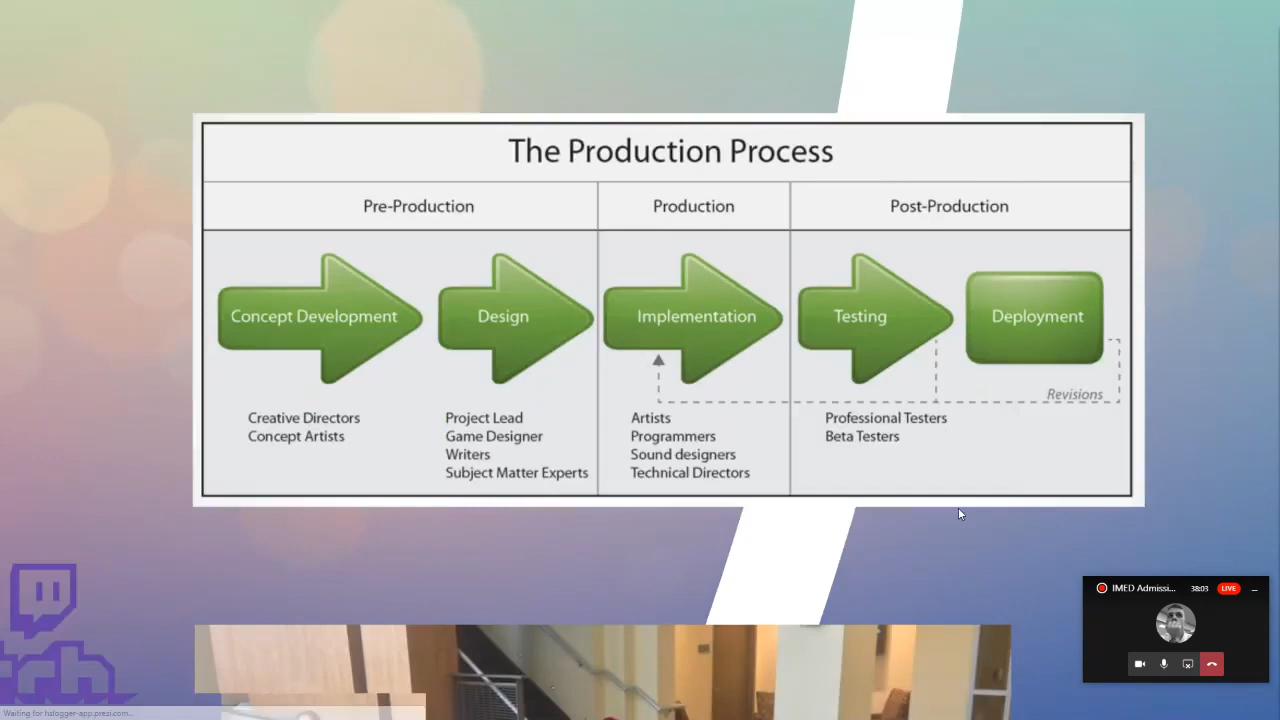 The Production Process
Pre-Production
Production
Post-Production
Concept Development
Design
Implementation
Testing
Deployment
Revisions
Creative Directors
Concept Artists
Project Lead
Game Designer
Writers
Subject Matter Experts
Artists
Programmers
Sound designers
Technical Directors
Professional Testers
Beta Testers
IMED Admissi... 38:03 LIVE
Waiting for hsfogger-app.prezi.com...